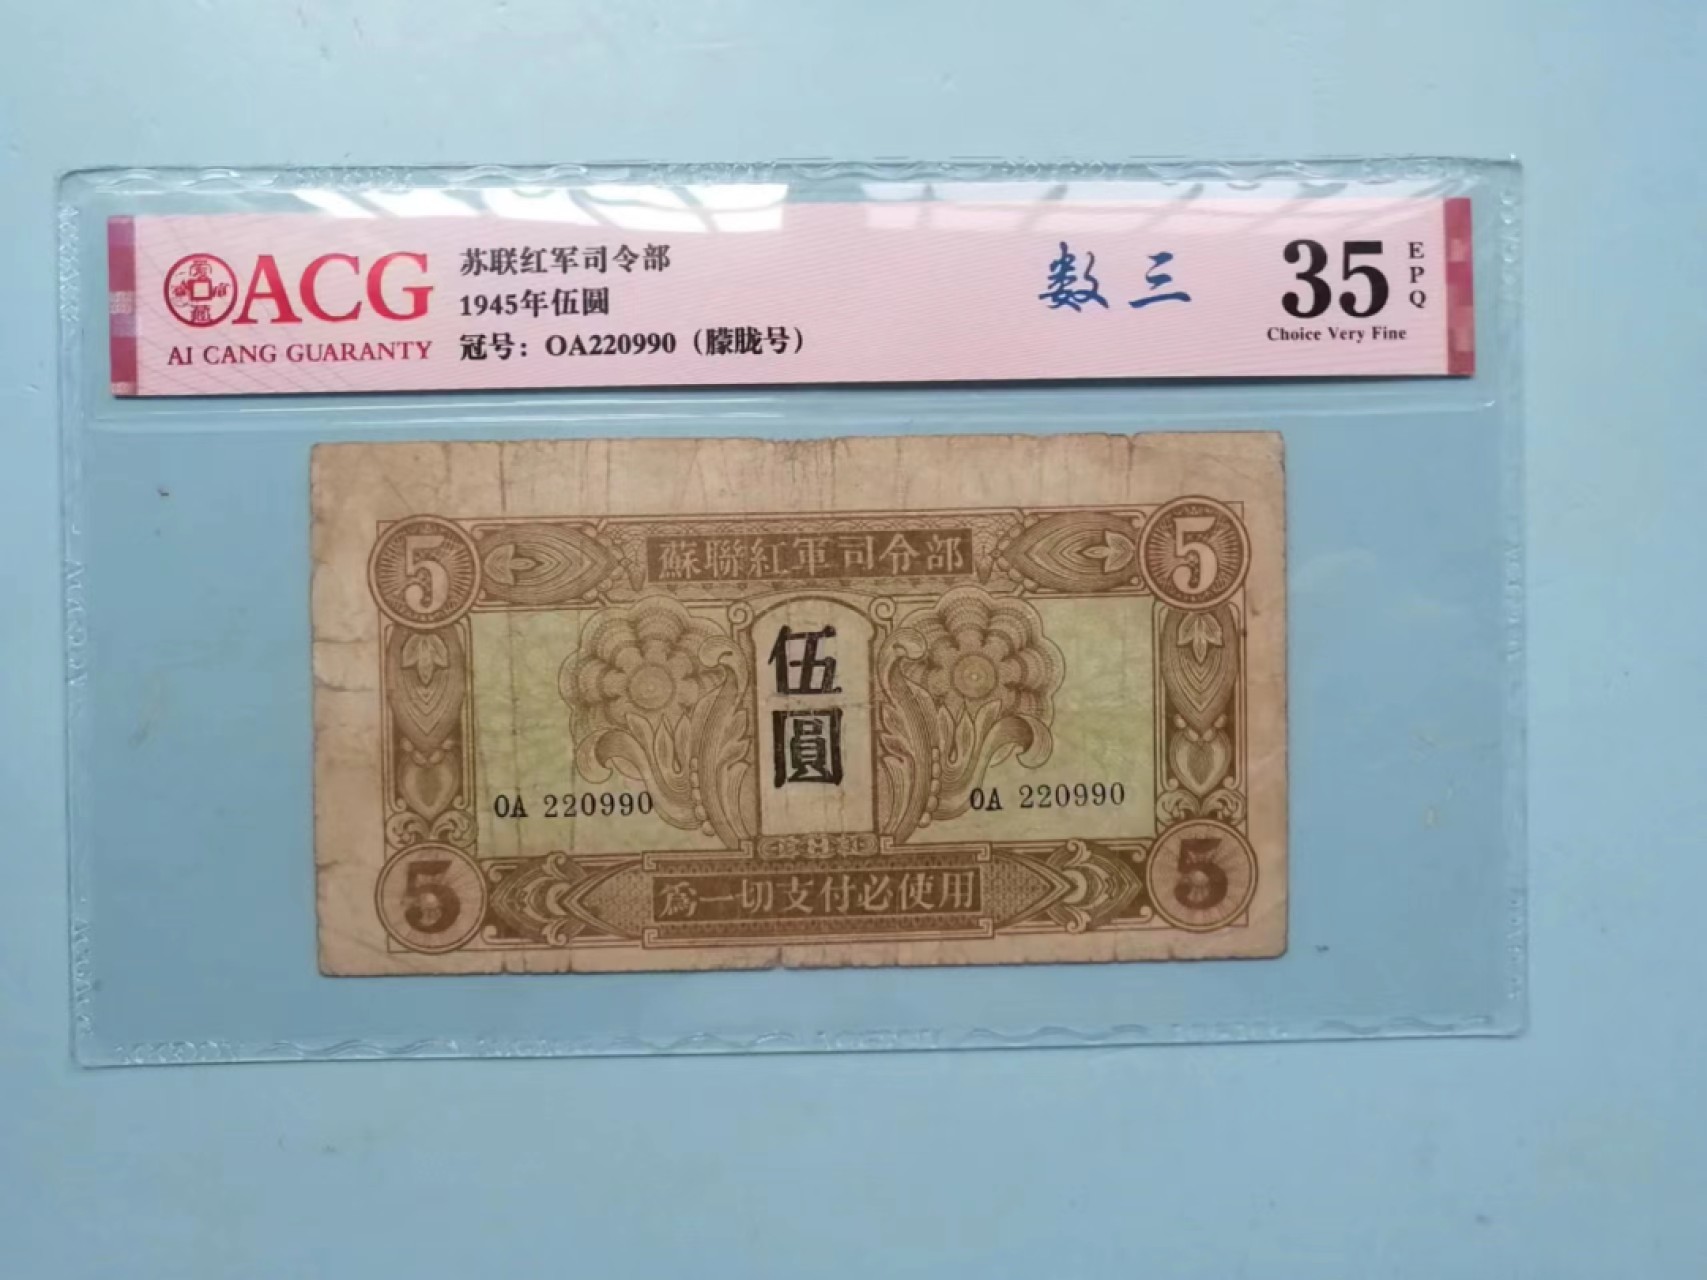 ACG
AI CANG GUARANTY
苏联红军司令部
1945年伍圆
冠号：OA220990（朦胧号）
数三
35
EPQ
Choice Very Fine
5
蘇聯紅軍司令部
5
伍圓
OA 220990
OA 220990
5
為一切支付必使用
5